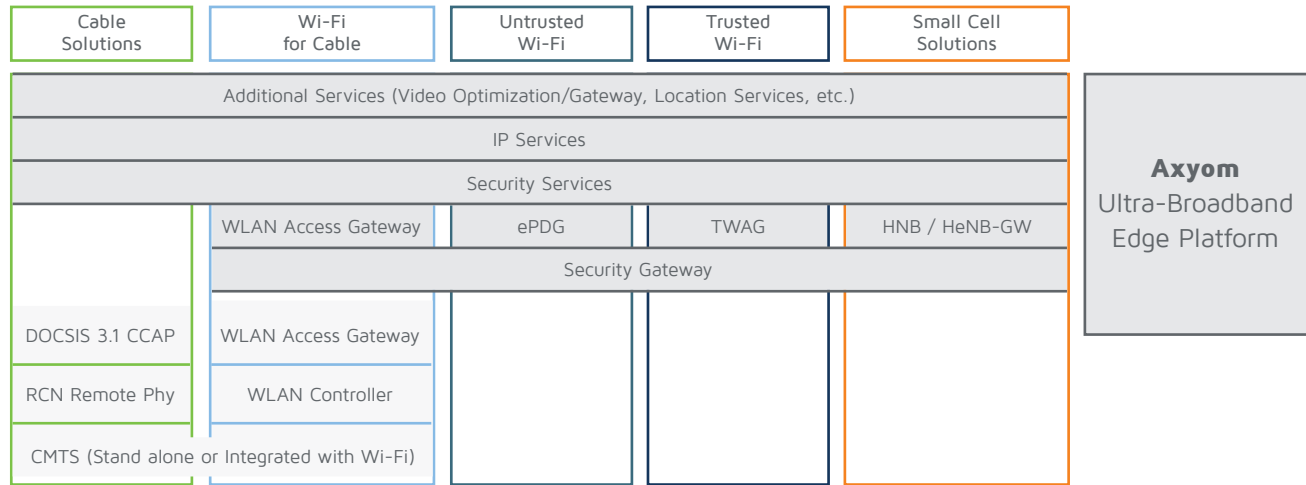 Cable
Solutions
Wi-Fi
for Cable
Untrusted
Wi-Fi
Trusted
Wi-Fi
Small Cell
Solutions
Additional Services (Video Optimization/Gateway, Location Services, etc.)
IP Services
Security Services
WLAN Access Gateway
ePDG
TWAG
HNB / HeNB-GW
Security Gateway
DOCSIS 3.1 CCAP
WLAN Access Gateway
RCN Remote Phy
WLAN Controller
CMTS (Stand alone or Integrated with Wi-Fi)
Axyom
Ultra-Broadband
Edge Platform